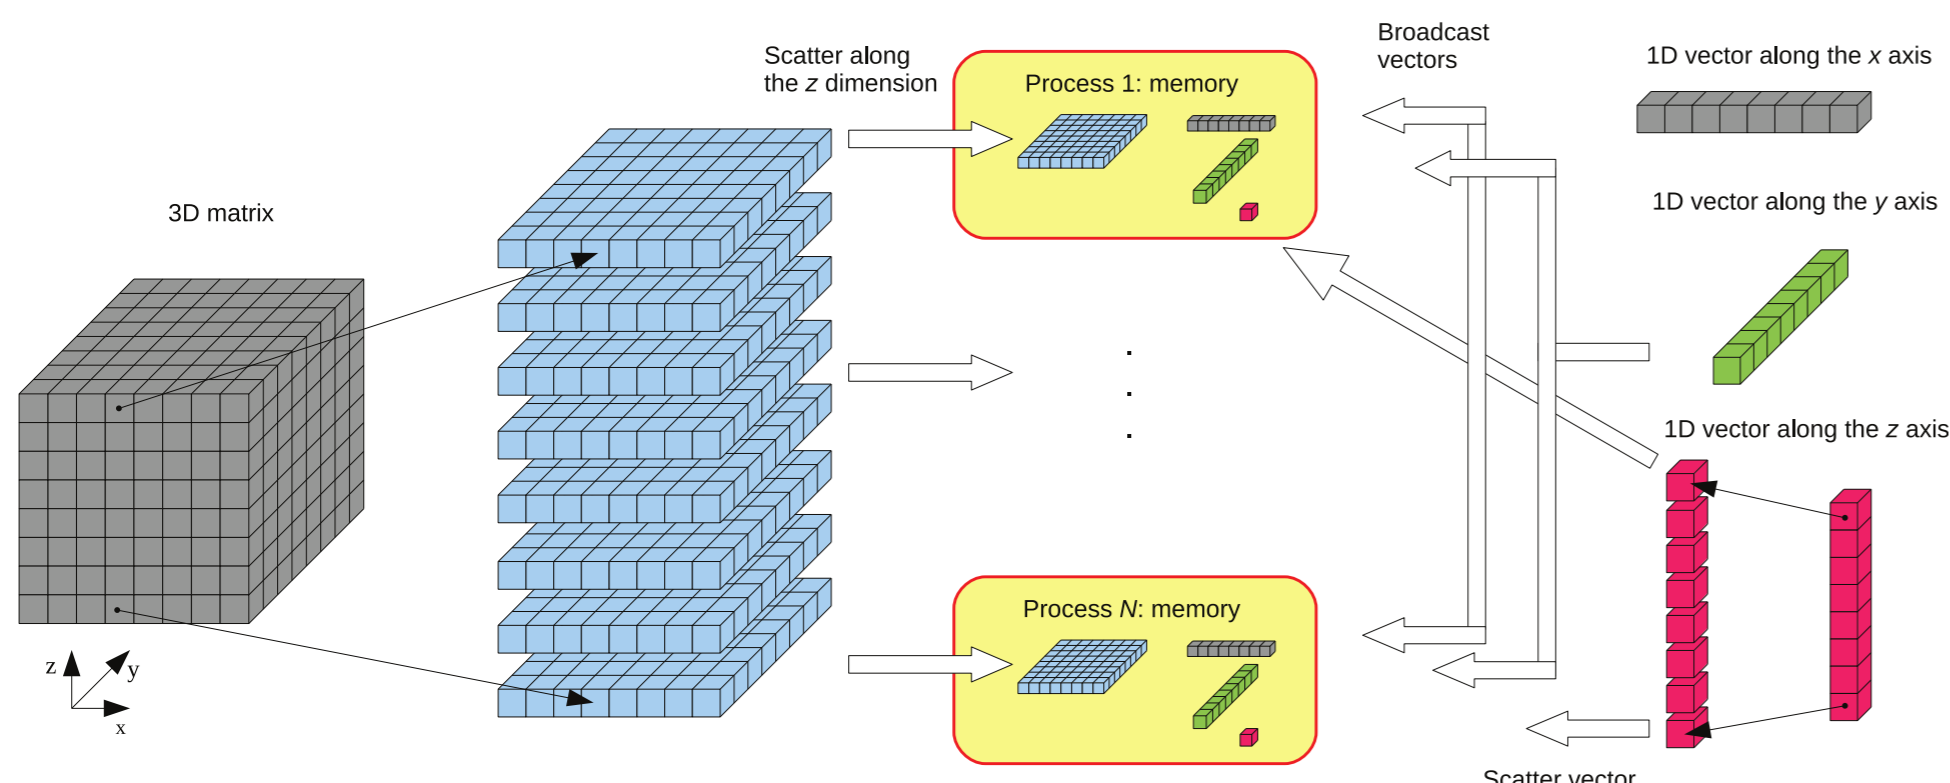 Broadcast
vectors
Scatter along
the z dimension
Process 1: memory
1D vector along the x axis
3D matrix
1D vector along the y axis
.
.
.
1D vector along the z axis
Process N: memory
z
y
x
Scatter vector